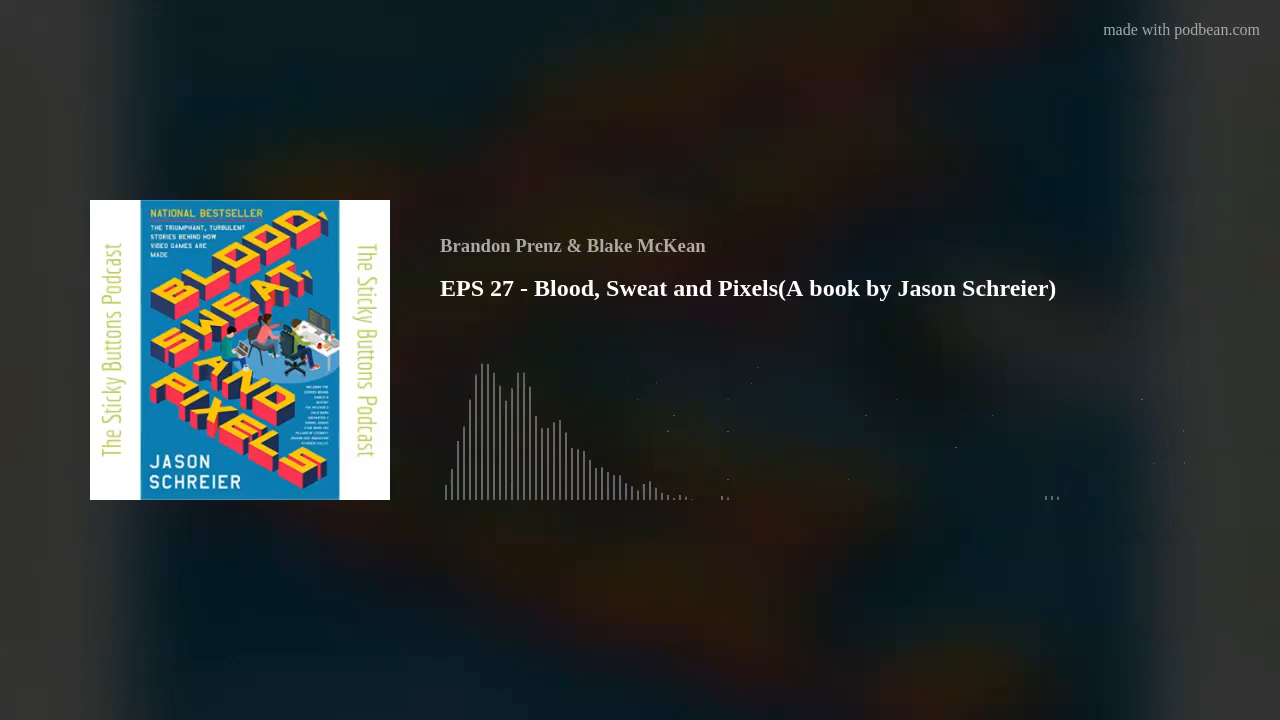 made with podbean.com
The Sticky Buttons Podcast
NATIONAL BESTSELLER
THE TRIUMPHANT, TURBULENT
STORIES BEHIND HOW
VIDEO GAMES ARE
MADE
BLOOD,
SWEAT,
AND
PIXELS
JASON
SCHREIER
The Sticky Buttons Podcast
Brandon Prenz & Blake McKean
EPS 27 - Blood, Sweat and Pixels(A book by Jason Schreier)